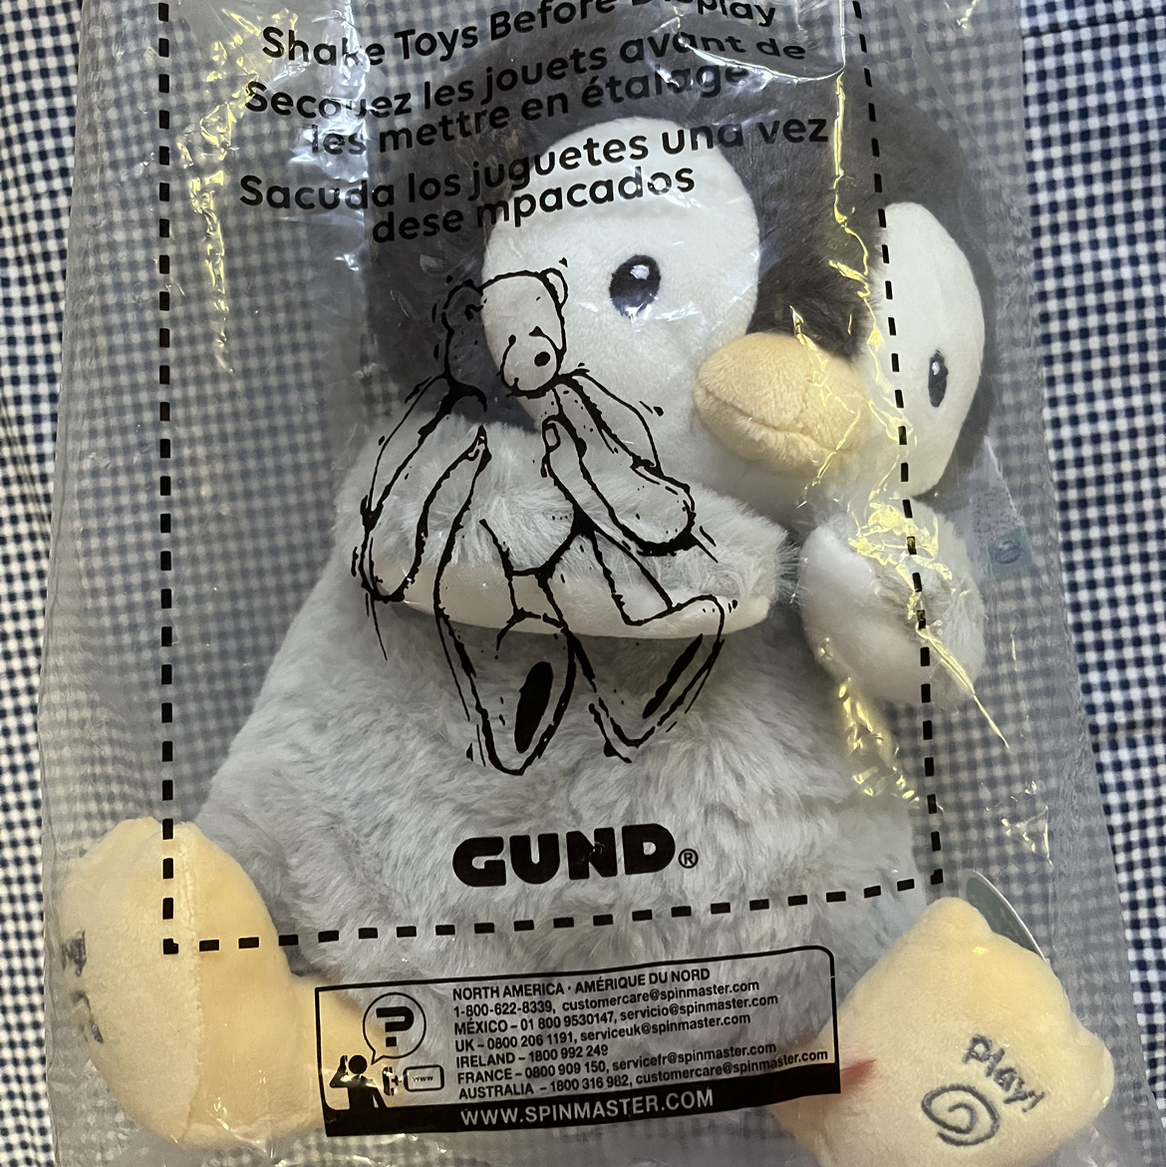 Shake Toys Before Display
Secouez les jouets avant de
les mettre en étalage
Sacuda los juguetes una vez
dese mpacados
GUND®
?
www
NORTH AMERICA · AMÉRIQUE DU NORD
1-800-622-8339, customercare@spinmaster.com
MÉXICO – 01 800 9530147, servicio@spinmaster.com
UK – 0800 206 1191, serviceuk@spinmaster.com
IRELAND – 1800 992 249
FRANCE – 0800 909 150, servicefr@spinmaster.com
AUSTRALIA – 1800 316 982, customercare@spinmaster.com
WWW.SPINMASTER.COM
Play!